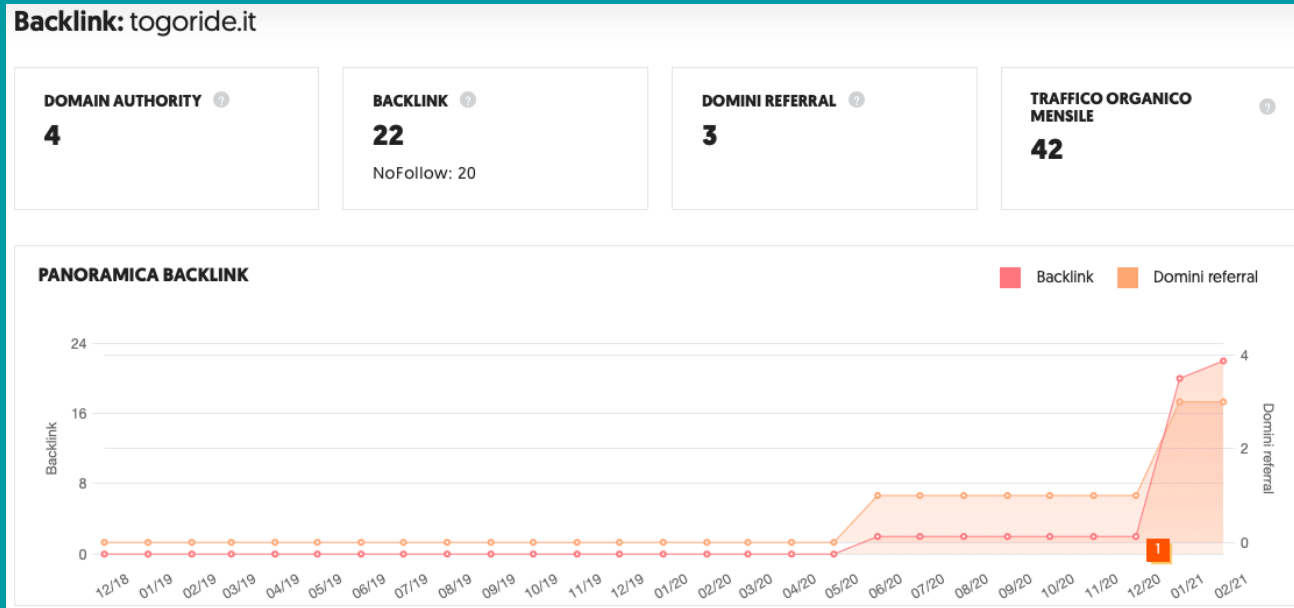 Backlink: togoride.it
DOMAIN AUTHORITY ?
4
BACKLINK ?
22
NoFollow: 20
DOMINI REFERRAL ?
3
TRAFFICO ORGANICO
MENSILE ?
42
PANORAMICA BACKLINK
Backlink Domini referral
24
16
8
0
Backlink
4
2
0
Domini referral
1
12/18 01/19 02/19 03/19 04/19 05/19 06/19 07/19 08/19 09/19 10/19 11/19 12/19 01/20 02/20 03/20 04/20 05/20 06/20 07/20 08/20 09/20 10/20 11/20 12/20 01/21 02/21